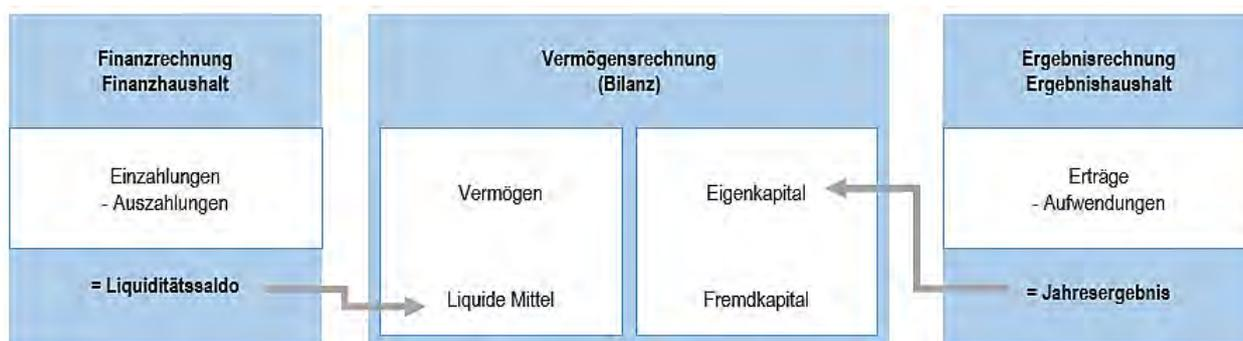 Finanzrechnung
Finanzhaushalt
Einzahlungen
- Auszahlungen
= Liquiditätssaldo
Vermögensrechnung
(Bilanz)
Vermögen
Liquide Mittel
Eigenkapital
Fremdkapital
Ergebnisrechnung
Ergebnishaushalt
Erträge
- Aufwendungen
= Jahresergebnis